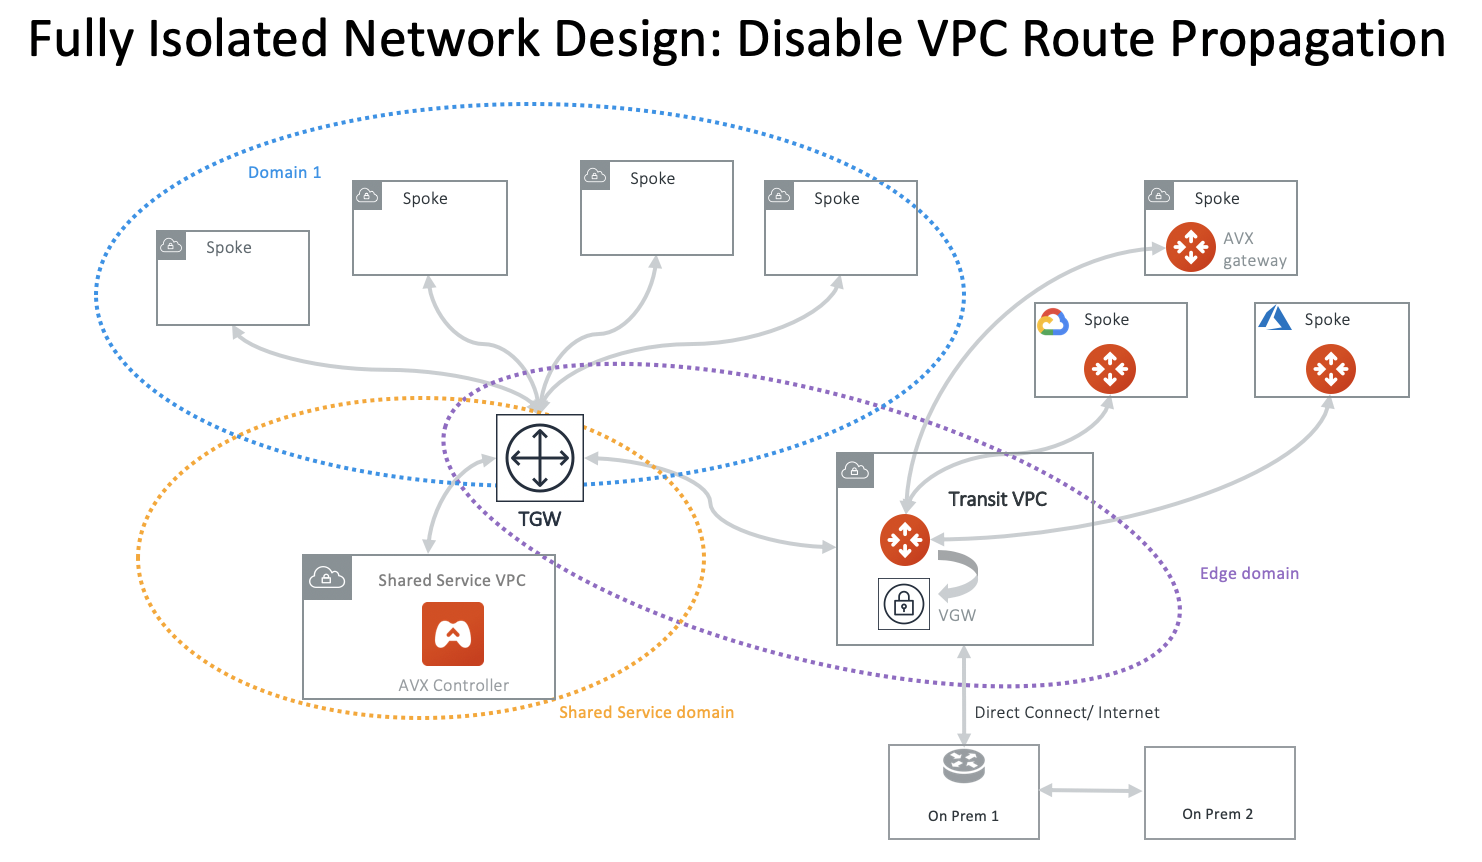 Fully Isolated Network Design: Disable VPC Route Propagation
Domain 1
Spoke
Spoke
Spoke
Spoke
Spoke
AVX
gateway
Spoke
Spoke
TGW
Transit VPC
VGW
Shared Service VPC
AVX Controller
Edge domain
Shared Service domain
Direct Connect/ Internet
On Prem 1
On Prem 2